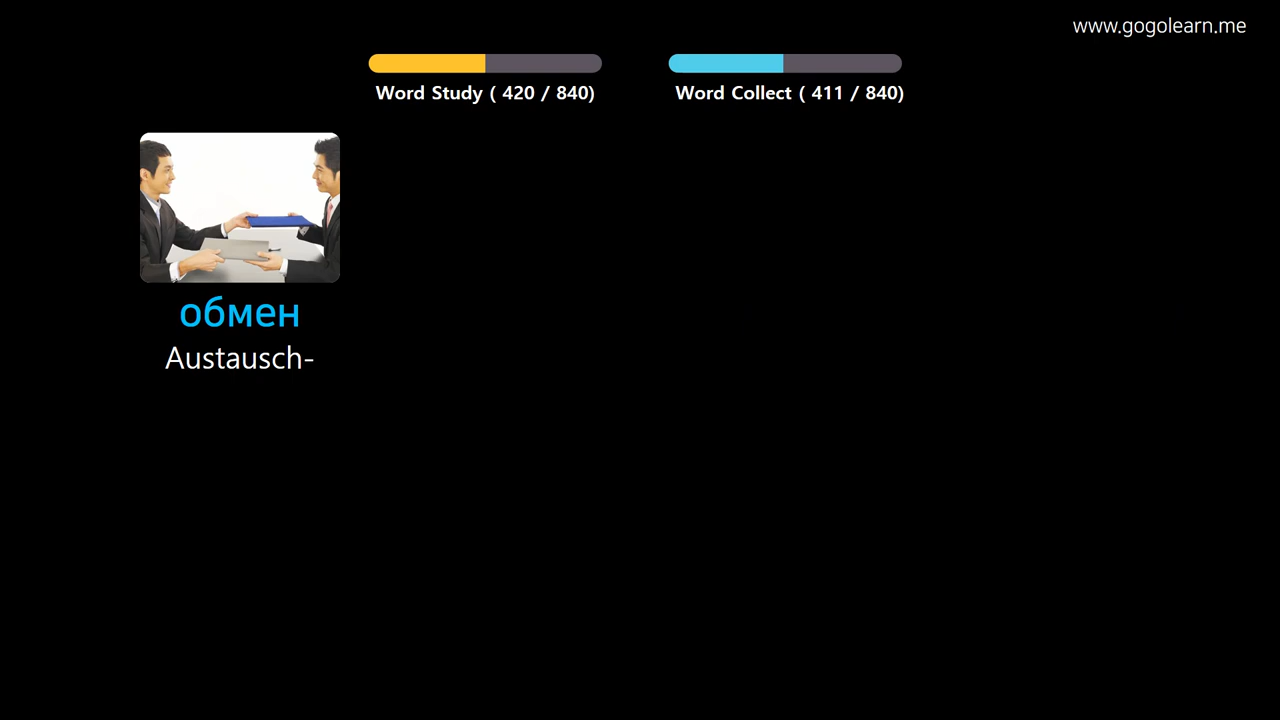 www.gogolearn.me
Word Study ( 420 / 840)
Word Collect ( 411 / 840)
обмен
Austausch-